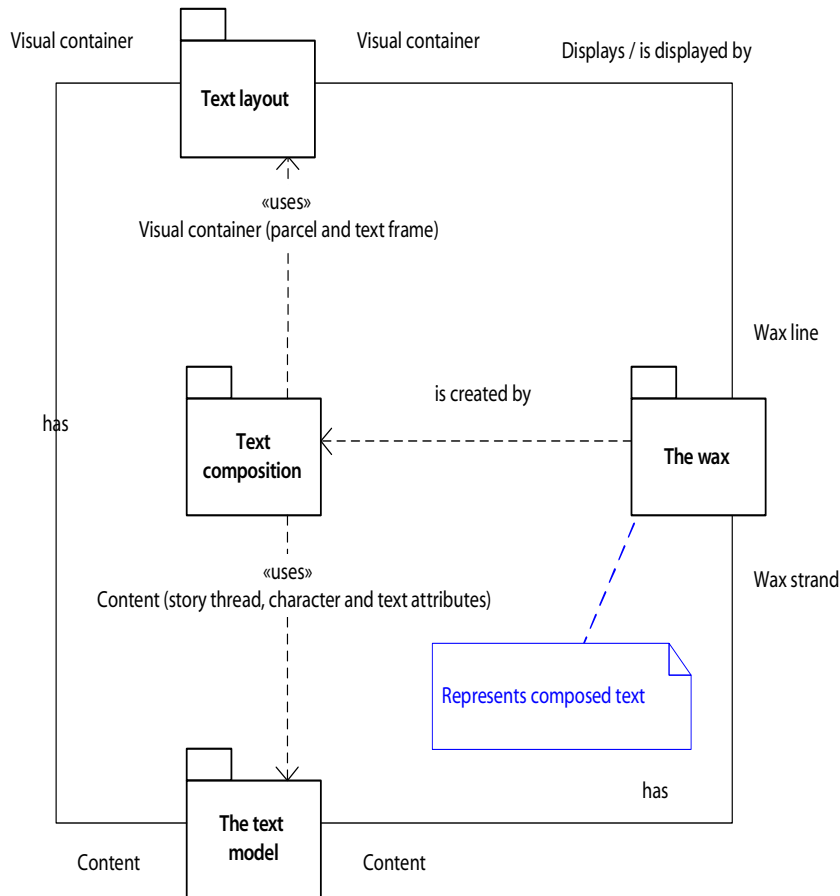 Visual container
Visual container
Displays / is displayed by
Text layout
«uses»
Visual container (parcel and text frame)
Wax line
is created by
has
Text
composition
The wax
«uses»
Content (story thread, character and text attributes)
Wax strand
Represents composed text
has
The text
model
Content
Content